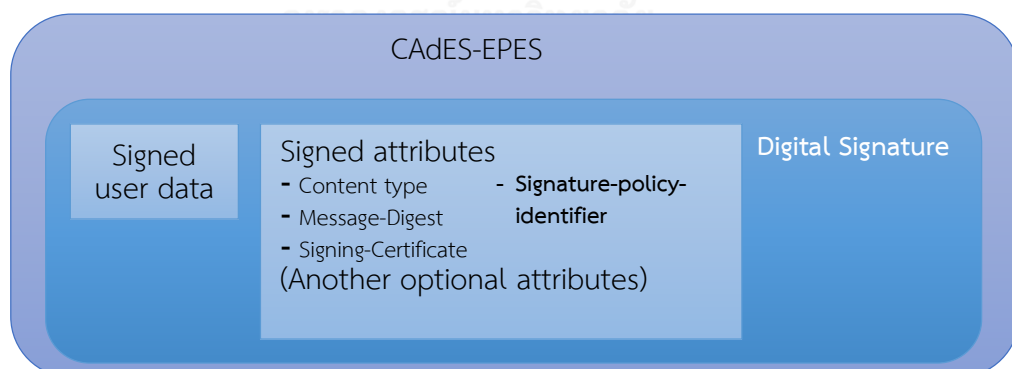 CAdES-EPES
Signed
user data
Signed attributes
- Content type
- Message-Digest
- Signing-Certificate
- Signature-policy-
identifier
(Another optional attributes)
Digital Signature